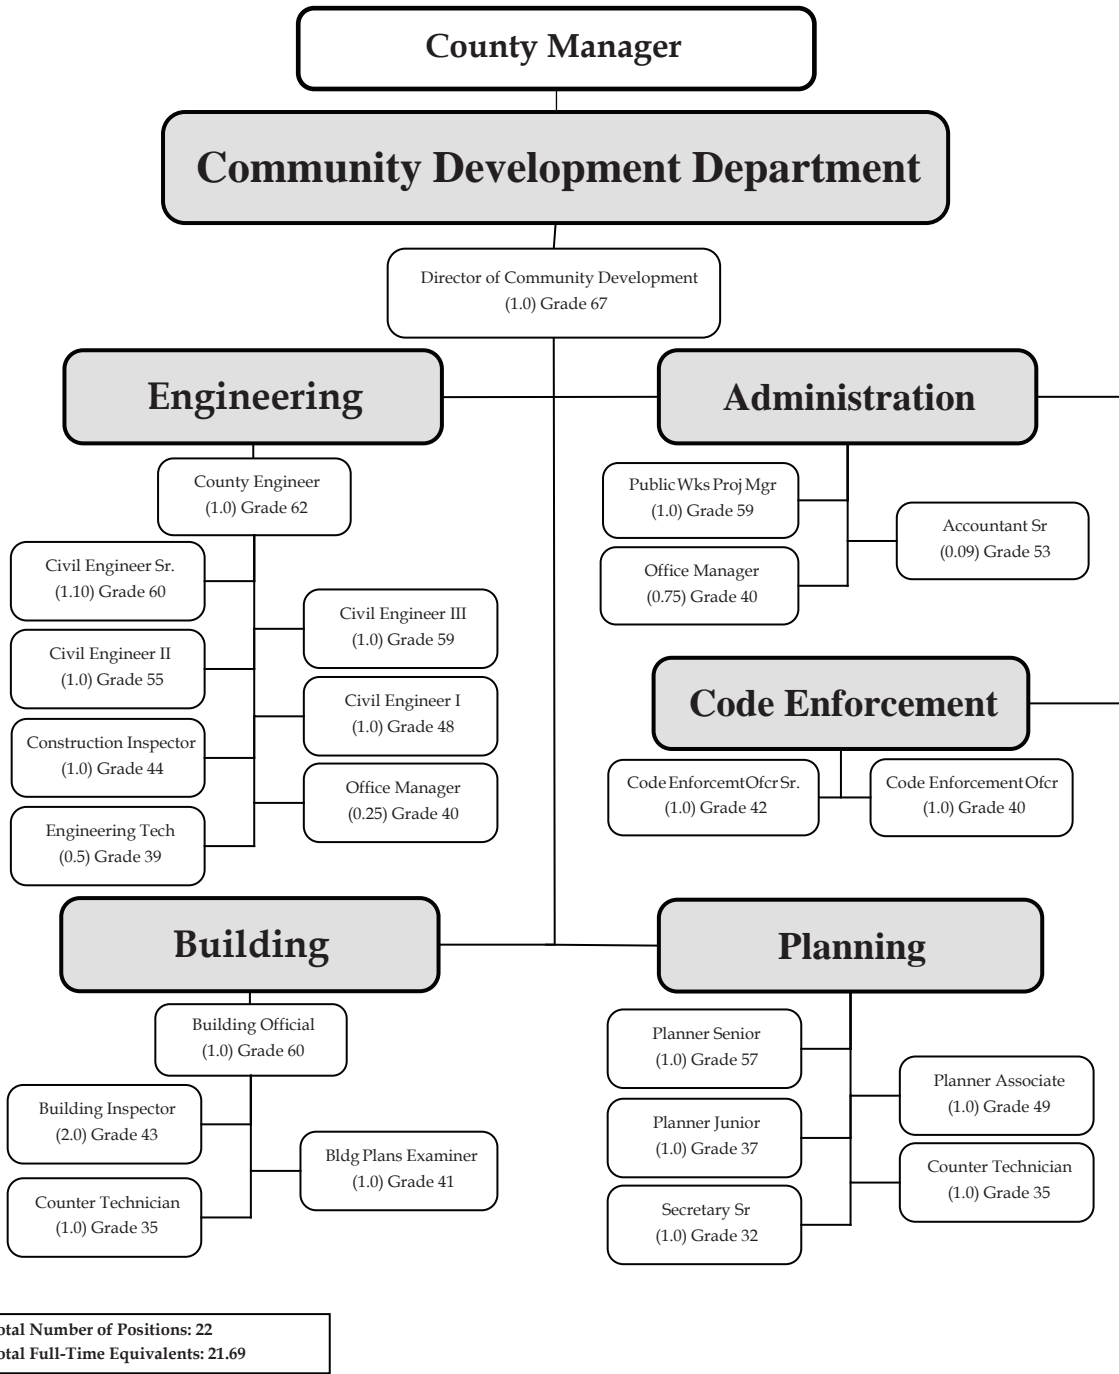 County Manager
Community Development Department
Director of Community Development
(1.0) Grade 67
Engineering
County Engineer
(1.0) Grade 62
Civil Engineer Sr.
(1.10) Grade 60
Civil Engineer III
(1.0) Grade 59
Civil Engineer II
(1.0) Grade 55
Civil Engineer I
(1.0) Grade 48
Construction Inspector
(1.0) Grade 44
Office Manager
(0.25) Grade 40
Engineering Tech
(0.5) Grade 39
Administration
Public Wks Proj Mgr
(1.0) Grade 59
Accountant Sr
(0.09) Grade 53
Office Manager
(0.75) Grade 40
Code Enforcement
Code Enforcemt Ofcr Sr.
(1.0) Grade 42
Code Enforcement Ofcr
(1.0) Grade 40
Building
Building Official
(1.0) Grade 60
Building Inspector
(2.0) Grade 43
Bldg Plans Examiner
(1.0) Grade 41
Counter Technician
(1.0) Grade 35
Planning
Planner Senior
(1.0) Grade 57
Planner Associate
(1.0) Grade 49
Planner Junior
(1.0) Grade 37
Counter Technician
(1.0) Grade 35
Secretary Sr
(1.0) Grade 32
otal Number of Positions: 22
otal Full-Time Equivalents: 21.69